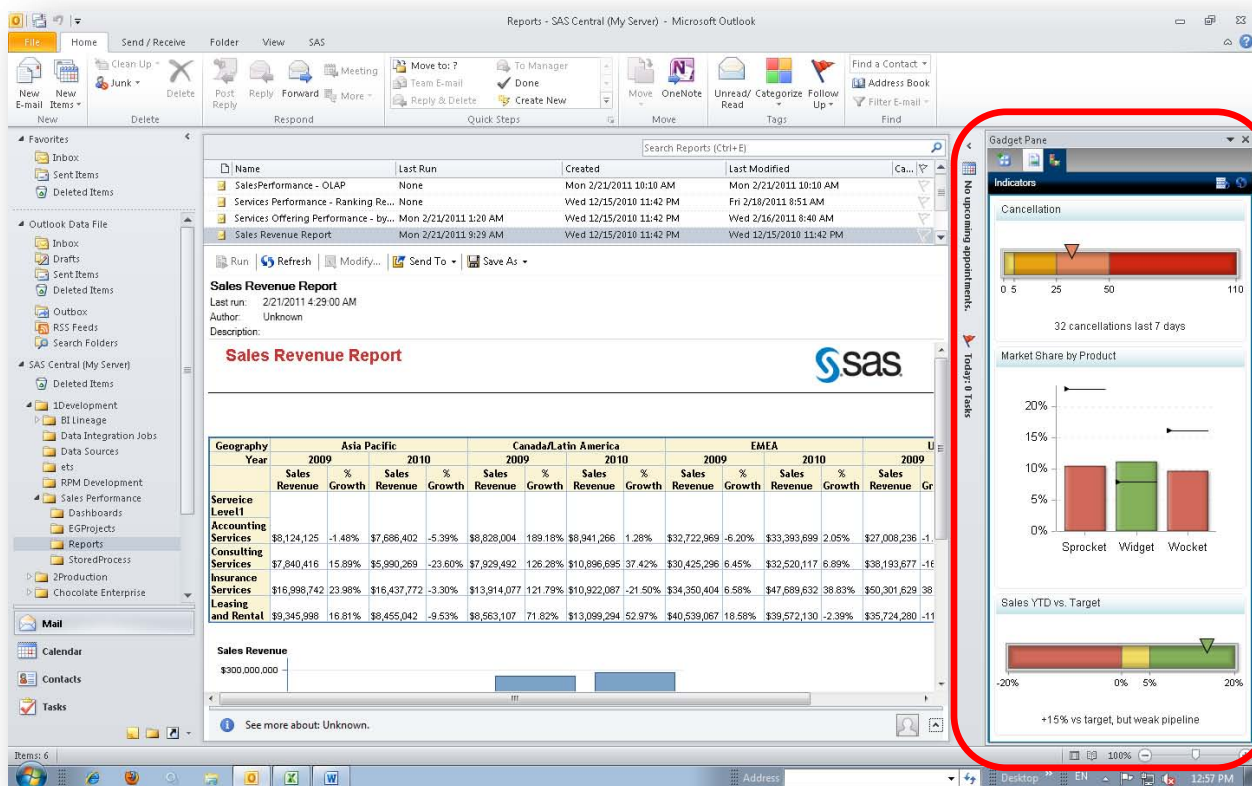 Reports - SAS Central (My Server) - Microsoft Outlook
File Home Send / Receive Folder View SAS
New E-mail
New Items
Clean Up
Junk
Delete
Post Reply
Reply
Forward
Meeting
More
Move to: ?
Team E-mail
Reply & Delete
To Manager
Done
Create New
Move
OneNote
Unread/ Read
Categorize
Follow Up
Find a Contact
Address Book
Filter E-mail
New Delete Respond Quick Steps Move Tags Find
Favorites
Inbox
Sent Items
Deleted Items
Outlook Data File
Inbox
Drafts
Sent Items
Deleted Items
Outbox
RSS Feeds
Search Folders
SAS Central (My Server)
Deleted Items
1Development
BI Lineage
Data Integration Jobs
Data Sources
ets
RPM Development
Sales Performance
Dashboards
EGProjects
Reports
StoredProcess
2Production
Chocolate Enterprise
Mail
Calendar
Contacts
Tasks
Search Reports (Ctrl+E)
Name Last Run Created Last Modified Ca...
SalesPerformance - OLAP None Mon 2/21/2011 10:10 AM Mon 2/21/2011 10:10 AM
Services Performance - Ranking Re... None Wed 12/15/2010 11:42 PM Fri 2/18/2011 8:51 AM
Services Offering Performance - by... Mon 2/21/2011 1:20 AM Wed 12/15/2010 11:42 PM Wed 2/16/2011 8:40 AM
Sales Revenue Report Mon 2/21/2011 9:29 AM Wed 12/15/2010 11:42 PM Wed 12/15/2010 11:42 PM
Run Refresh Modify... Send To Save As
Sales Revenue Report
Last run: 2/21/2011 4:29:00 AM
Author: Unknown
Description:
Sales Revenue Report
sas
Geography Asia Pacific Canada/Latin America EMEA U
Year 2009 2010 2009 2010 2009 2010 2009
Sales Revenue % Growth Sales Revenue % Growth Sales Revenue % Growth Sales Revenue % Growth Sales Revenue % Growth Sales Revenue % Growth Sales Revenue Gr
Serveice Level1
Accounting Services $8,124,125 -1.48% $7,686,402 -5.39% $8,828,004 189.18% $8,941,266 1.28% $32,722,969 -6.20% $33,393,699 2.05% $27,008,236 -1.
Consulting Services $7,840,416 15.89% $5,990,269 -23.60% $7,929,492 126.28% $10,896,695 37.42% $30,425,296 6.45% $32,520,117 6.89% $38,193,677 -16
Insurance Services $16,998,742 23.98% $16,437,772 -3.30% $13,914,077 121.79% $10,922,087 -21.50% $34,350,404 6.58% $47,689,632 38.83% $50,301,629 38
Leasing and Rental $9,345,998 16.81% $8,455,042 -9.53% $8,563,107 71.82% $13,099,294 52.97% $40,539,067 18.58% $39,572,130 -2.39% $35,724,280 -11
Sales Revenue
$300,000,000
See more about: Unknown.
No upcoming appointments.
Today: 0 Tasks
Gadget Pane
Indicators
Cancellation
0 5 25 50 110
32 cancellations last 7 days
Market Share by Product
20%
15%
10%
5%
0%
Sprocket Widget Wocket
Sales YTD vs. Target
-20% 0% 5% 20%
+15% vs target, but weak pipeline
Items: 6
100%
Address
Desktop
EN
12:57 PM